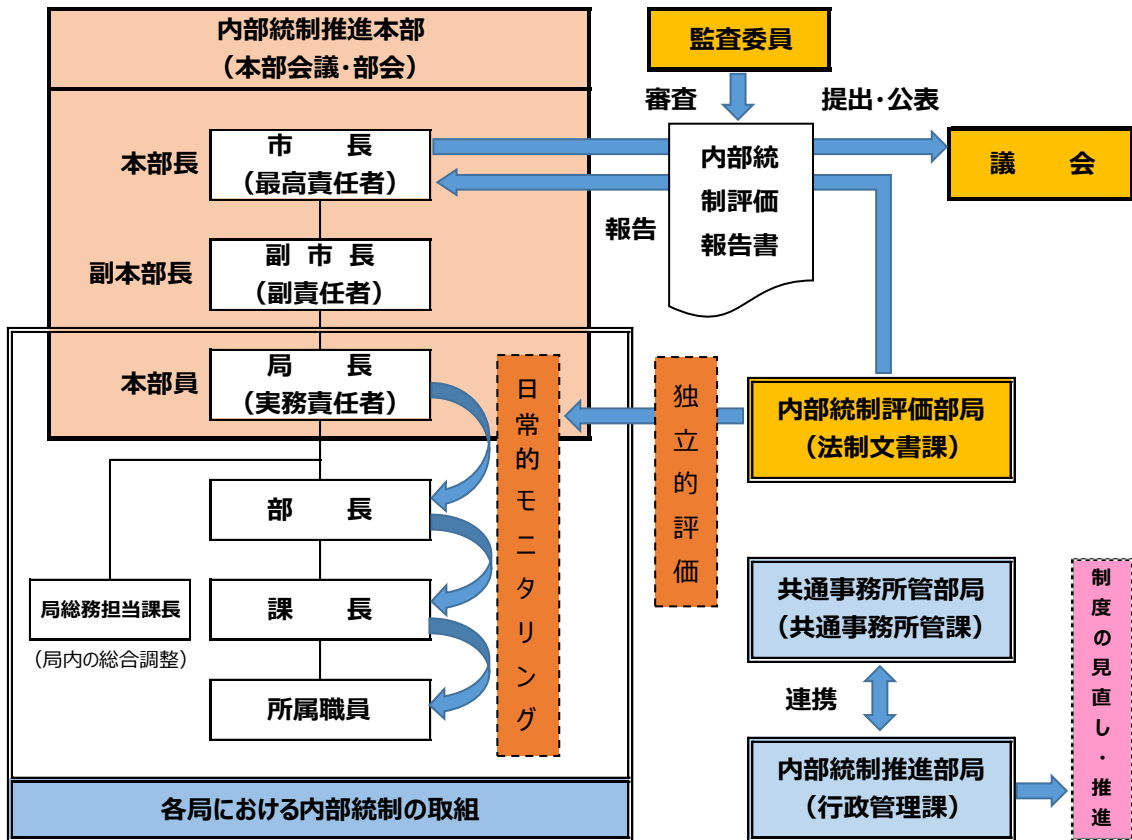 内部統制推進本部
（本部会議・部会）
本部長
市　　長
（最高責任者）
副本部長
副 市 長
（副責任者）
本部員
局　　長
（実務責任者）
部　　長
課　　長
所属職員
局総務担当課長
（局内の総合調整）
各局における内部統制の取組
日常的モニタリング
独立的評価
監査委員
審査
提出・公表
内部統
制評価
報告書
報告
議　　会
内部統制評価部局
（法制文書課）
共通事務所管部局
（共通事務所管課）
連携
内部統制推進部局
（行政管理課）
制度の見直し・推進